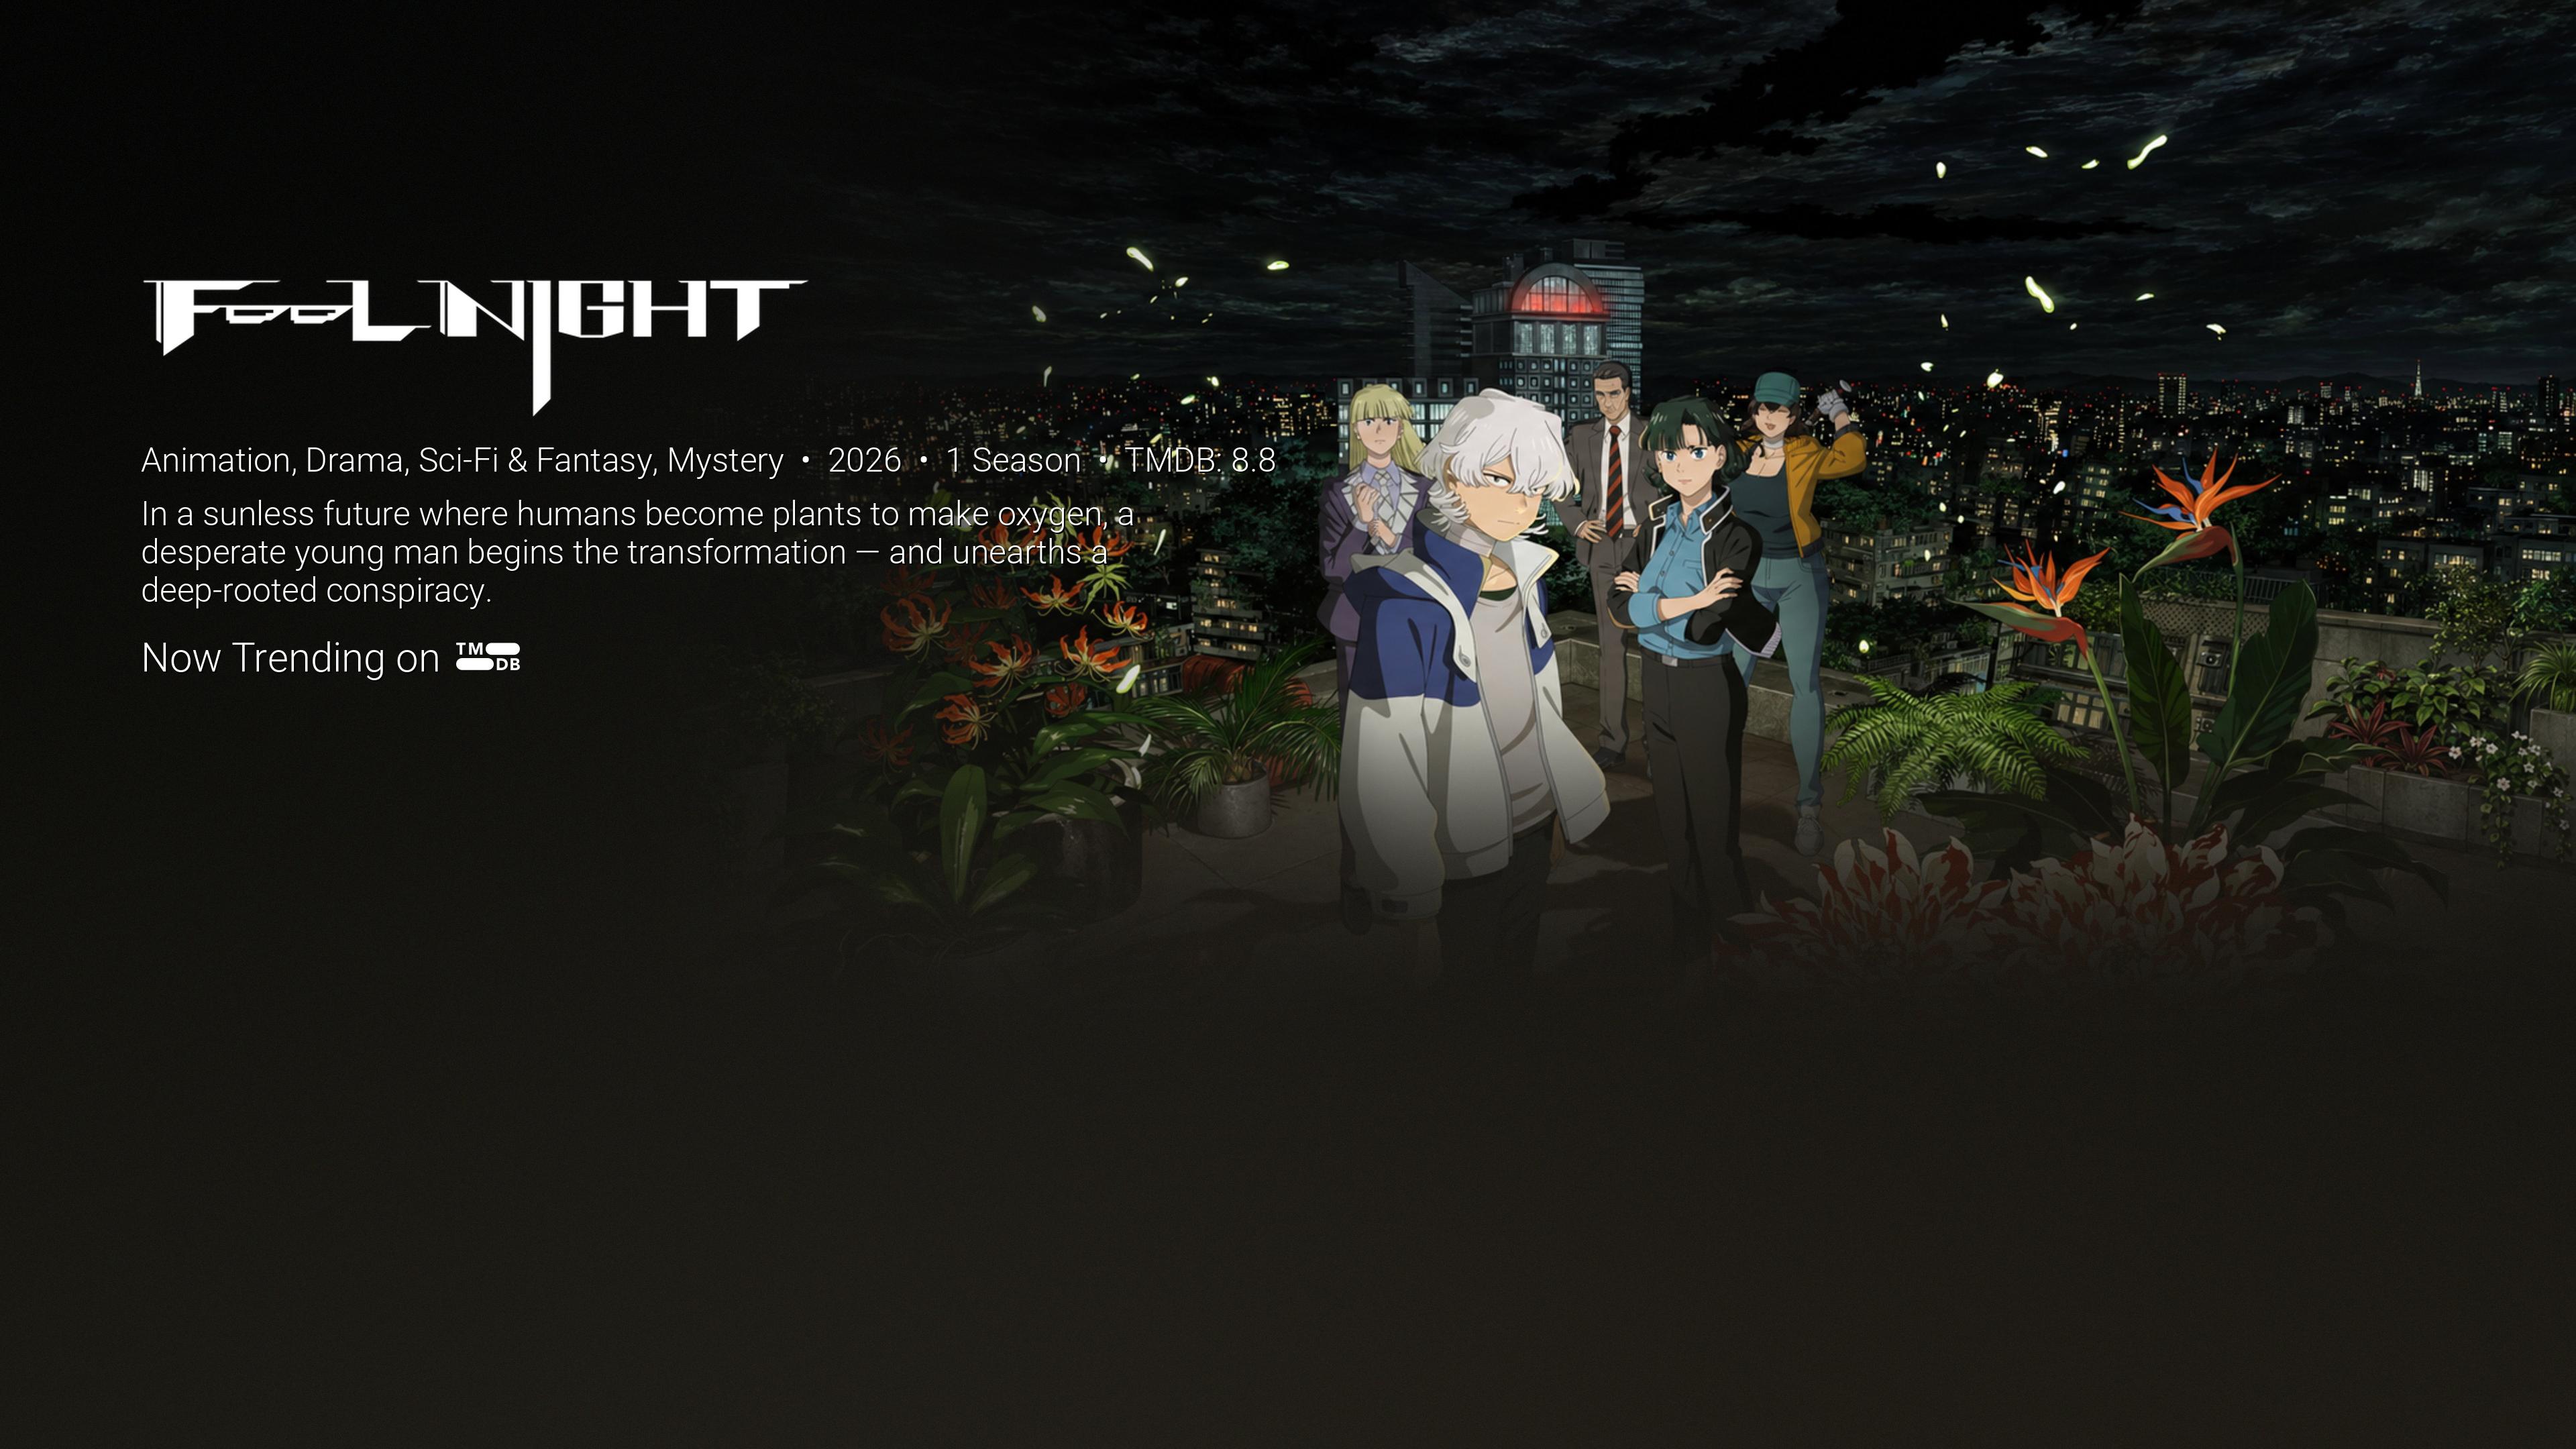 FOOL NIGHT
Animation, Drama, Sci-Fi & Fantasy, Mystery • 2026 • 1 Season • TMDB: 8.8
In a sunless future where humans become plants to make oxygen, a
desperate young man begins the transformation — and unearths a
deep-rooted conspiracy.
Now Trending on TMDB